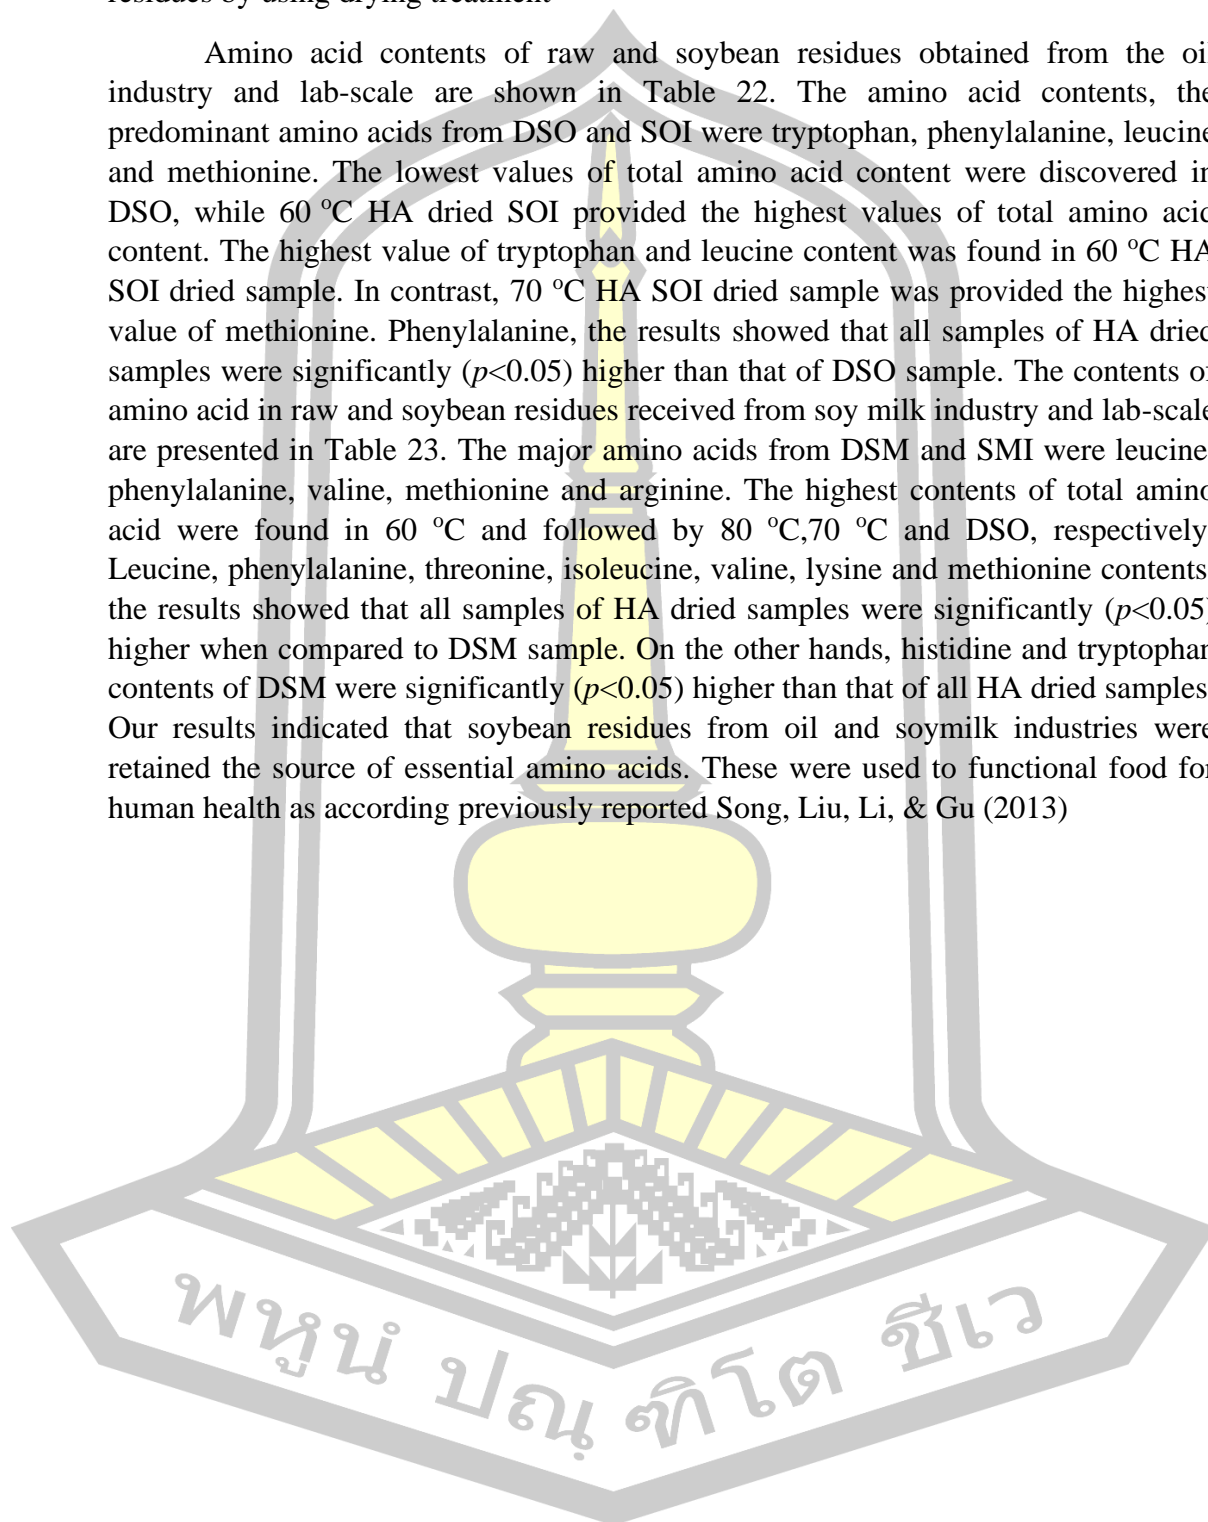 residues by using drying treatment
Amino acid contents of raw and soybean residues obtained from the oil
industry and lab-scale are shown in Table 22. The amino acid contents, the
predominant amino acids from DSO and SOI were tryptophan, phenylalanine, leucine
and methionine. The lowest values of total amino acid content were discovered in
DSO, while 60 °C HA dried SOI provided the highest values of total amino acid
content. The highest value of tryptophan and leucine content was found in 60 °C HA
SOI dried sample. In contrast, 70 °C HA SOI dried sample was provided the highest
value of methionine. Phenylalanine, the results showed that all samples of HA dried
samples were significantly (p<0.05) higher than that of DSO sample. The contents of
amino acid in raw and soybean residues received from soy milk industry and lab-scale
are presented in Table 23. The major amino acids from DSM and SMI were leucine
phenylalanine, valine, methionine and arginine. The highest contents of total amino
acid were found in 60 °C and followed by 80 °C,70 °C and DSO, respectively
Leucine, phenylalanine, threonine, isoleucine, valine, lysine and methionine contents
the results showed that all samples of HA dried samples were significantly (p<0.05)
higher when compared to DSM sample. On the other hands, histidine and tryptophan
contents of DSM were significantly (p<0.05) higher than that of all HA dried samples
Our results indicated that soybean residues from oil and soymilk industries were
retained the source of essential amino acids. These were used to functional food for
human health as according previously reported Song, Liu, Li, & Gu (2013)
พหูนํ ปณฺฑิโต ชีเว